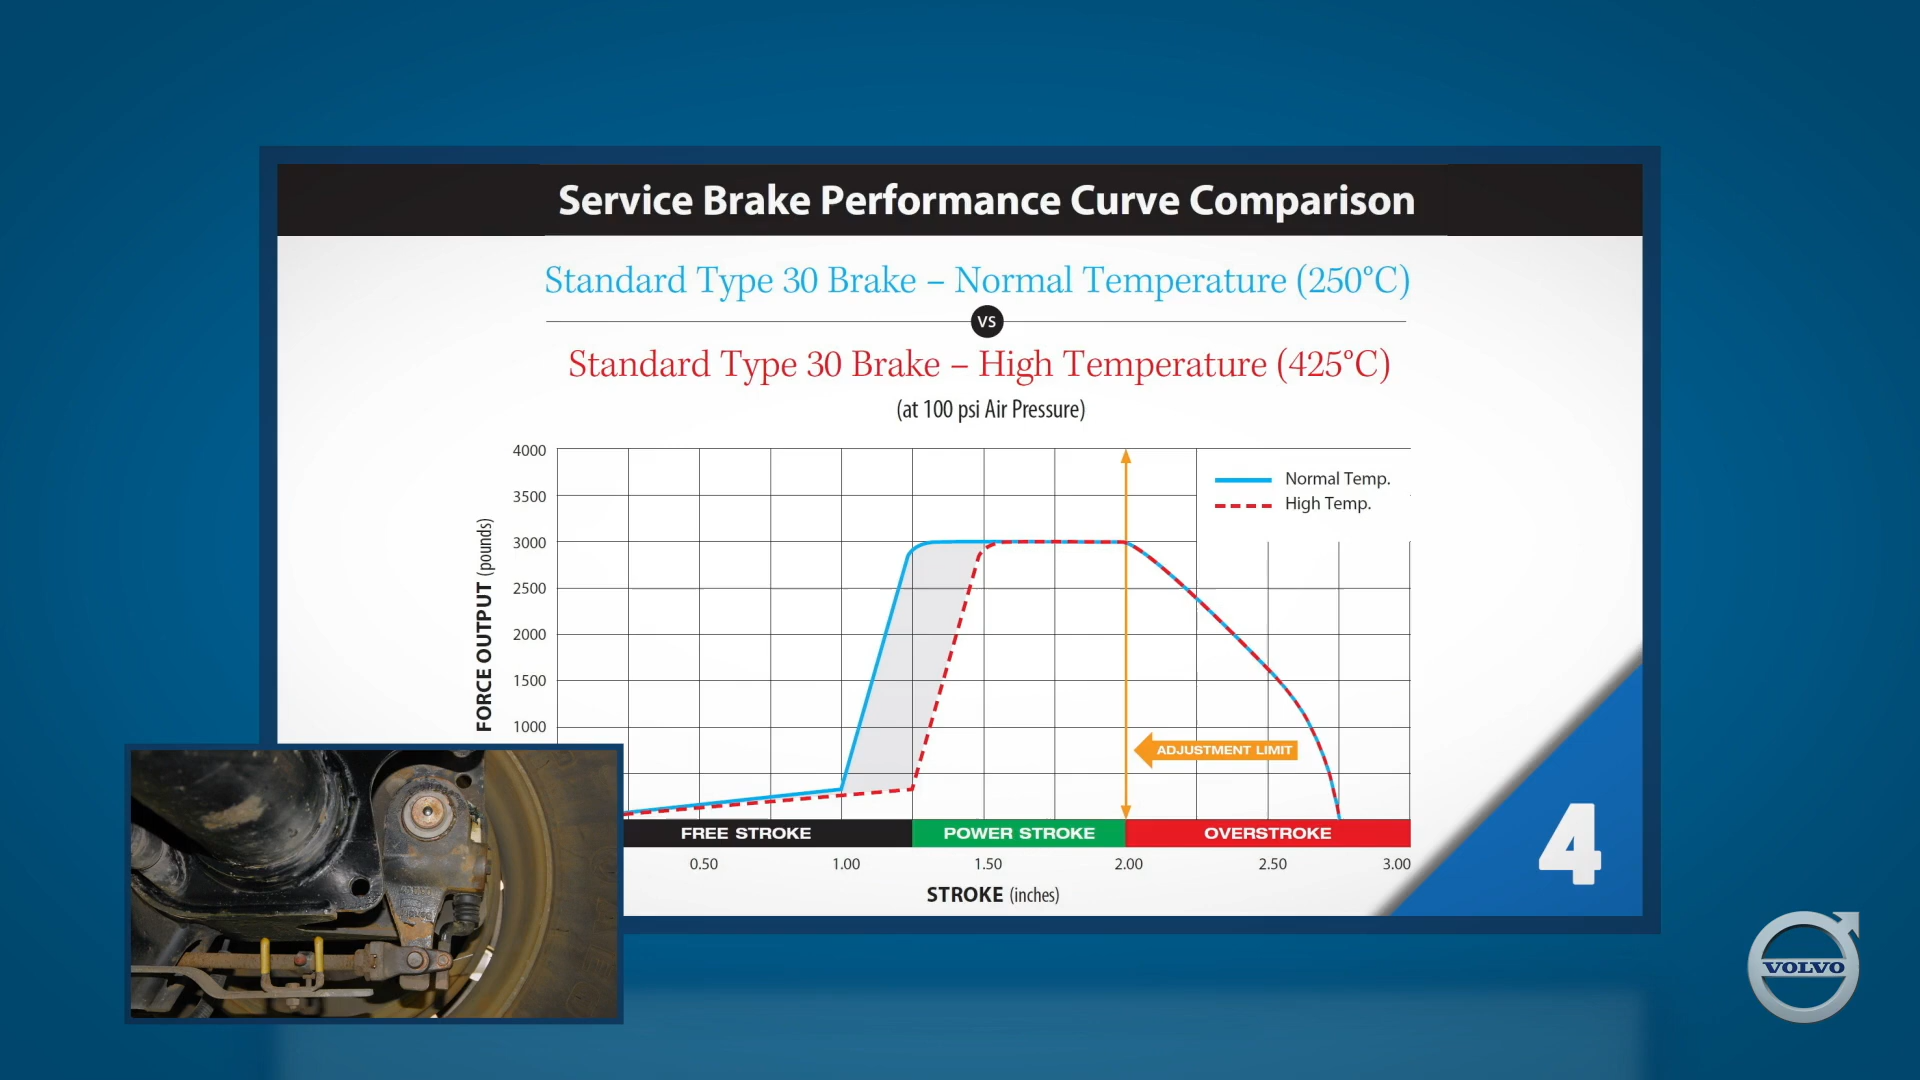 Service Brake Performance Curve Comparison
Standard Type 30 Brake – Normal Temperature (250°C)
VS
Standard Type 30 Brake – High Temperature (425°C)
(at 100 psi Air Pressure)
4000
3500
3000
2500
2000
1500
1000
FORCE OUTPUT (pounds)
Normal Temp.
High Temp.
ADJUSTMENT LIMIT
FREE STROKE POWER STROKE OVERSTROKE
0.50 1.00 1.50 2.00 2.50 3.00
STROKE (inches)
4
VOLVO